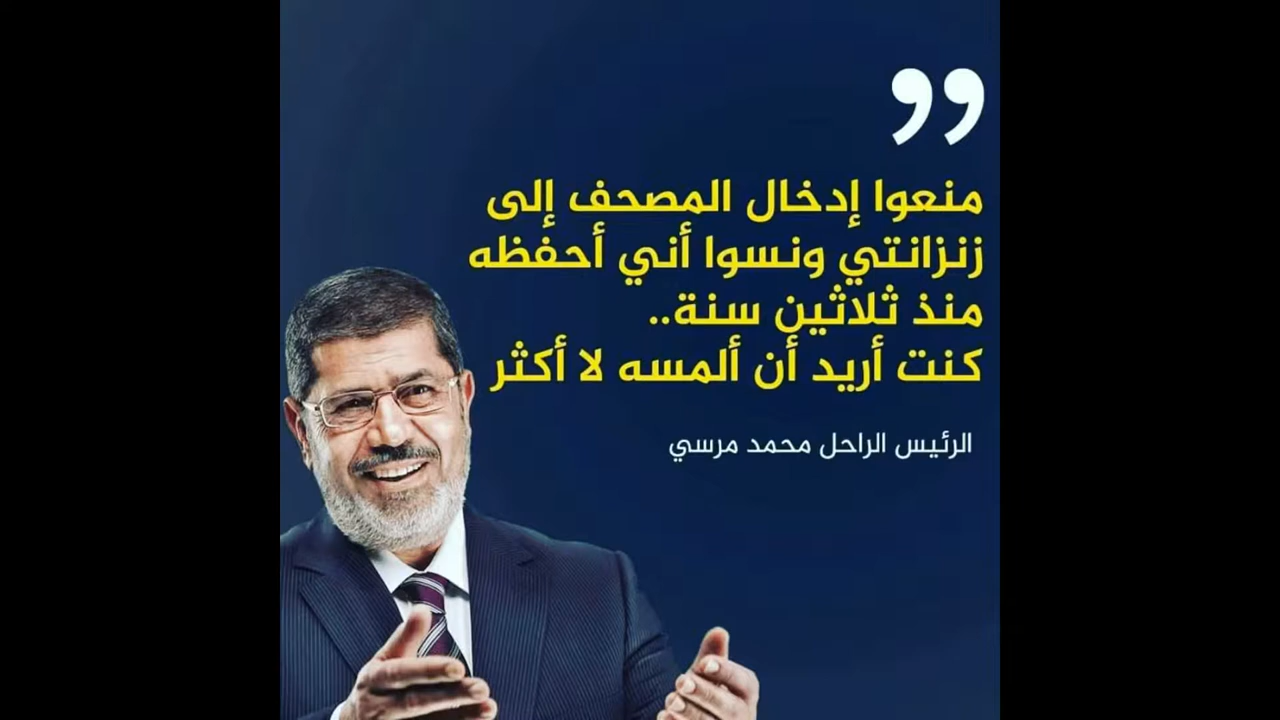 ”
منعوا إدخال المصحف إلى
زنزانتي ونسوا أني أحفظه
منذ ثلاثين سنة..
كنت أريد أن ألمسه لا أكثر
الرئيس الراحل محمد مرسي